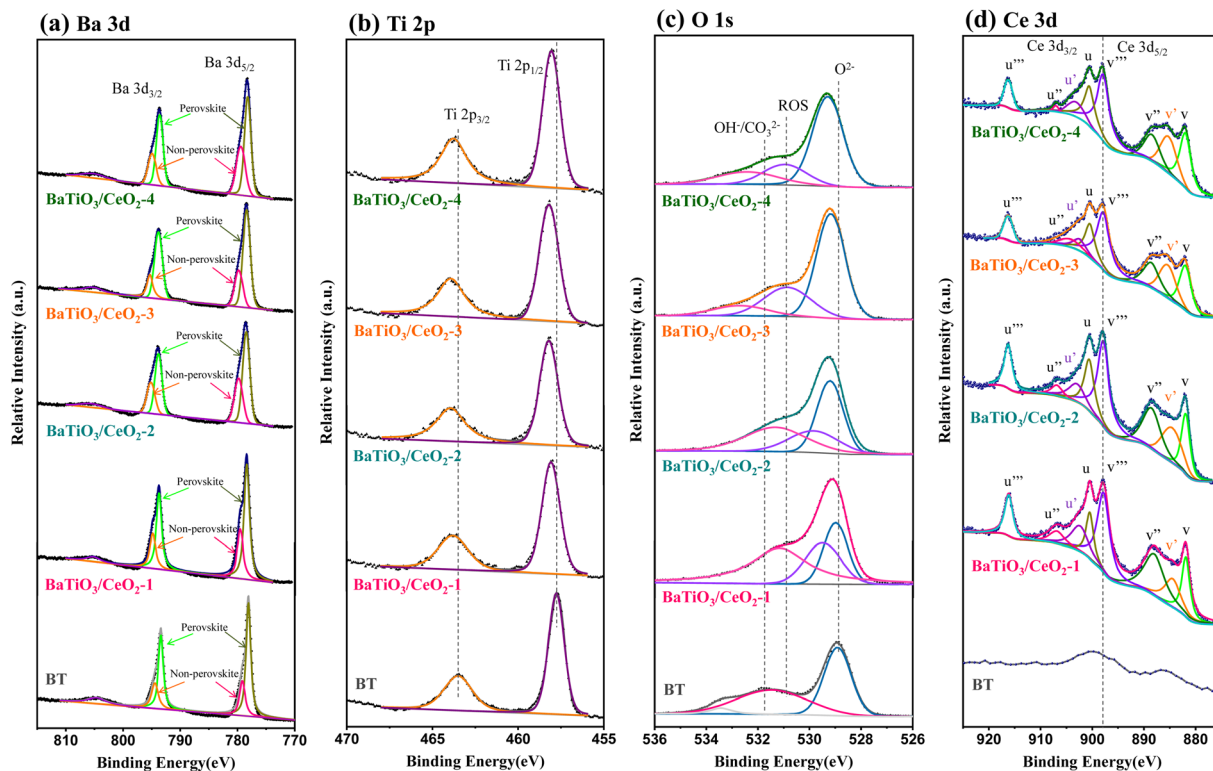 (a) Ba 3d
Relative Intensity (a.u.)
Ba 3d5/2
Ba 3d3/2
Perovskite
Non-perovskite
BaTiO3/CeO2-4
Perovskite
Non-perovskite
BaTiO3/CeO2-3
Perovskite
Non-perovskite
BaTiO3/CeO2-2
Perovskite
Non-perovskite
BaTiO3/CeO2-1
Perovskite
Non-perovskite
BT
810 800 790 780 770
Binding Energy(eV)
(b) Ti 2p
Relative Intensity (a.u.)
Ti 2p1/2
Ti 2p3/2
BaTiO3/CeO2-4
BaTiO3/CeO2-3
BaTiO3/CeO2-2
BaTiO3/CeO2-1
BT
470 465 460 455
Binding Energy(eV)
(c) O 1s
Relative Intensity (a.u.)
O2-
ROS
OH-/CO32-
BaTiO3/CeO2-4
BaTiO3/CeO2-3
BaTiO3/CeO2-2
BaTiO3/CeO2-1
BT
536 534 532 530 528 526
Binding Energy(eV)
(d) Ce 3d
Relative Intensity (a.u.)
Ce 3d3/2 Ce 3d5/2
u''' u'' u' u v''' v'' v' v
BaTiO3/CeO2-4
u''' u'' u' u v''' v'' v' v
BaTiO3/CeO2-3
u''' u'' u' u v''' v'' v' v
BaTiO3/CeO2-2
u''' u'' u' u v''' v'' v' v
BaTiO3/CeO2-1
BT
920 900 890 880
Binding Energy(eV)